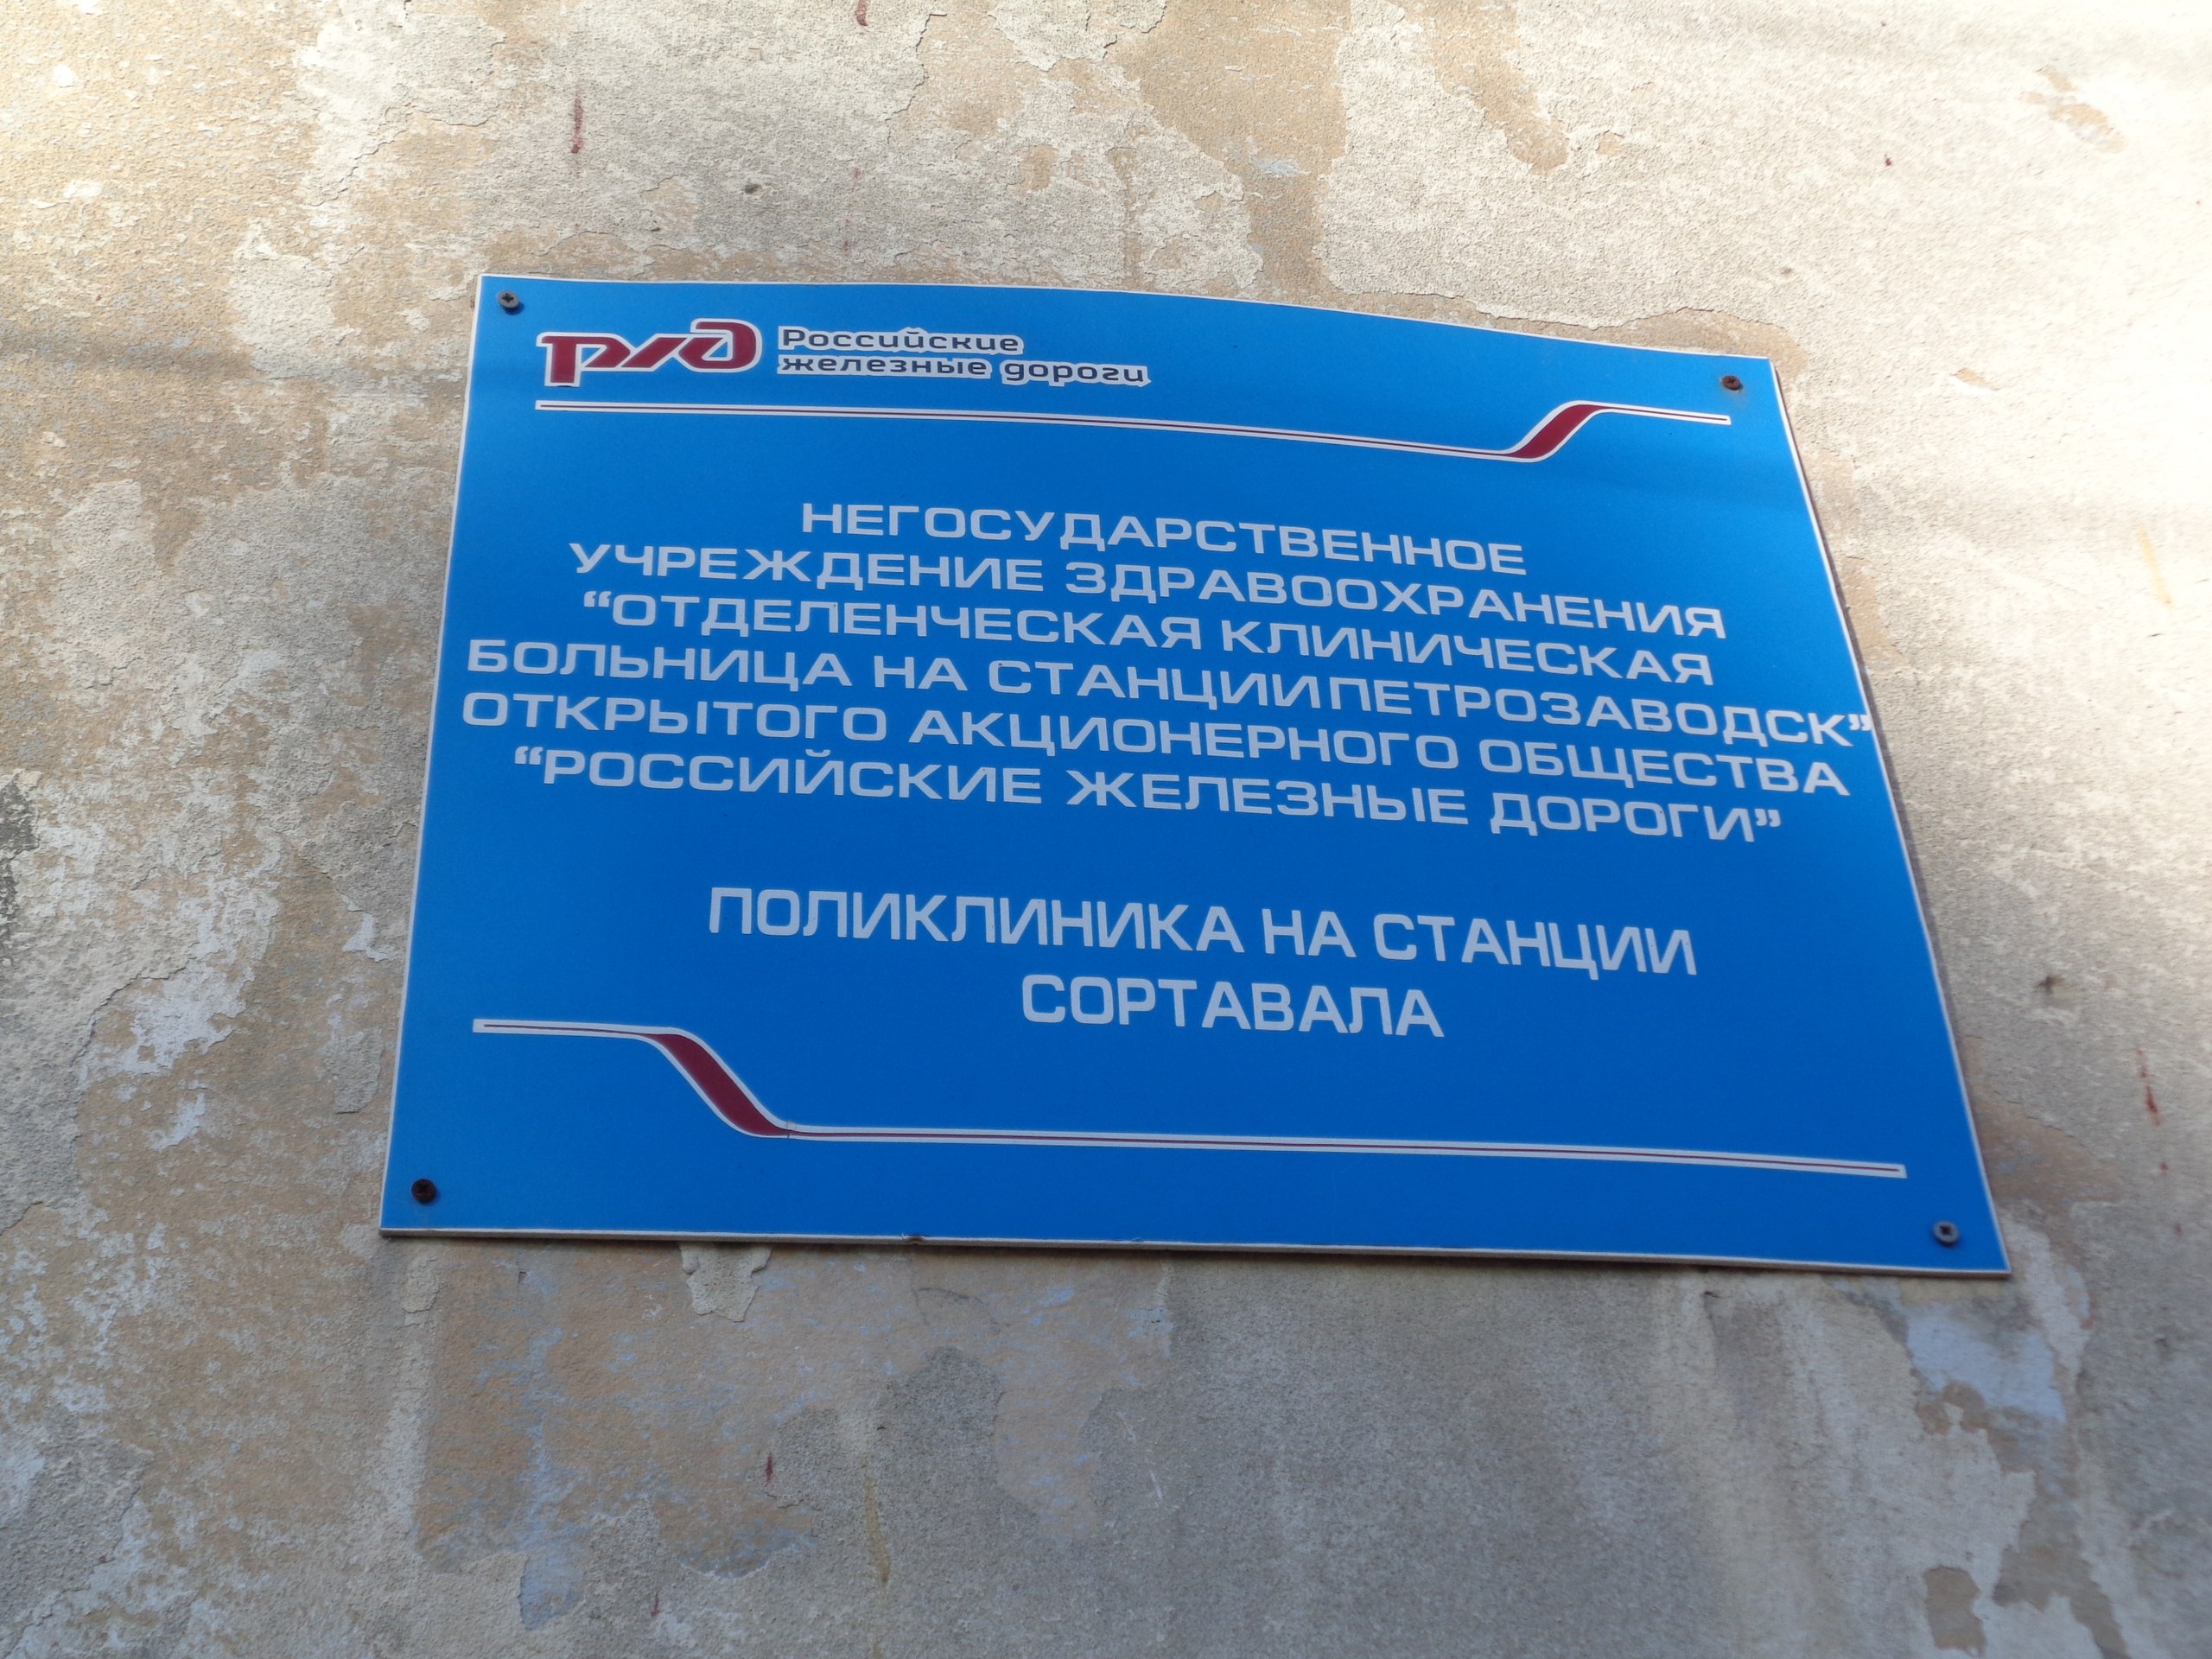 РЖД
Российские
железные дороги
НЕГОСУДАРСТВЕННОЕ
УЧРЕЖДЕНИЕ ЗДРАВООХРАНЕНИЯ
“ОТДЕЛЕНЧЕСКАЯ КЛИНИЧЕСКАЯ
БОЛЬНИЦА НА СТАНЦИИ ПЕТРОЗАВОДСК”
ОТКРЫТОГО АКЦИОНЕРНОГО ОБЩЕСТВА
“РОССИЙСКИЕ ЖЕЛЕЗНЫЕ ДОРОГИ”
ПОЛИКЛИНИКА НА СТАНЦИИ
СОРТАВАЛА